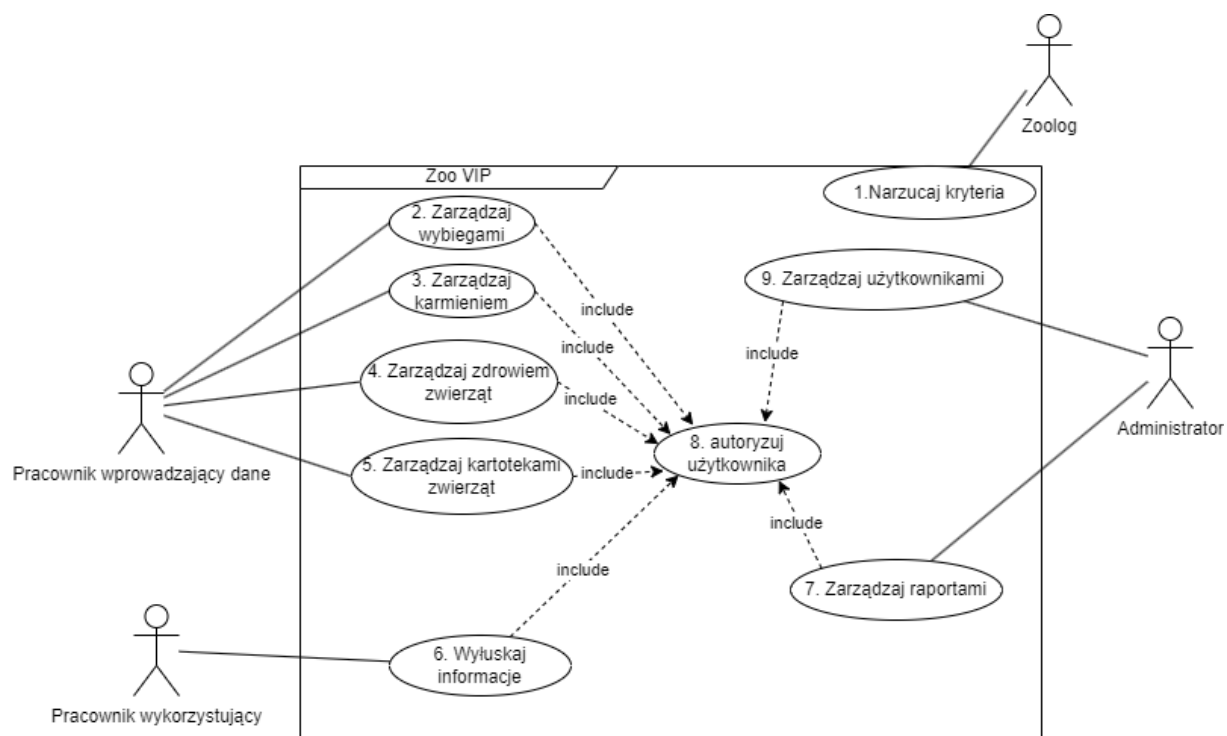 Zoolog
Zoo VIP
1.Narzucaj kryteria
2. Zarządzaj
wybiegami
3. Zarządzaj
karmieniem
9. Zarządzaj użytkownikami
include
include
include
4. Zarządzaj zdrowiem
zwierząt
include
Administrator
8. autoryzuj
użytkownika
Pracownik wprowadzający dane
5. Zarządzaj kartotekami
zwierząt
include
include
include
7. Zarządzaj raportami
6. Wyłuskaj
informacje
Pracownik wykorzystujący